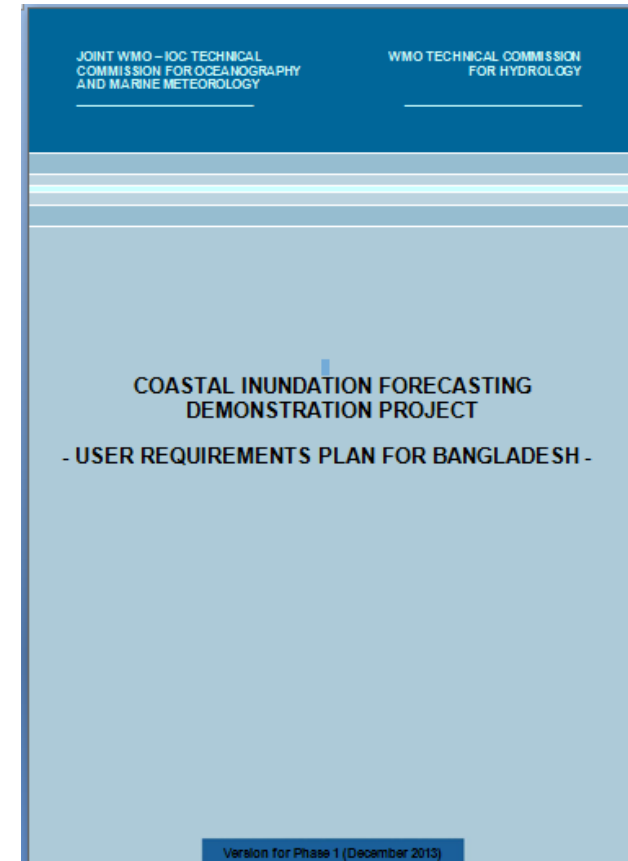 JOINT WMO – IOC TECHNICAL
COMMISSION FOR OCEANOGRAPHY
AND MARINE METEOROLOGY
WMO TECHNICAL COMMISSION
FOR HYDROLOGY
COASTAL INUNDATION FORECASTING
DEMONSTRATION PROJECT
- USER REQUIREMENTS PLAN FOR BANGLADESH -
Version for Phase 1 (December 2013)